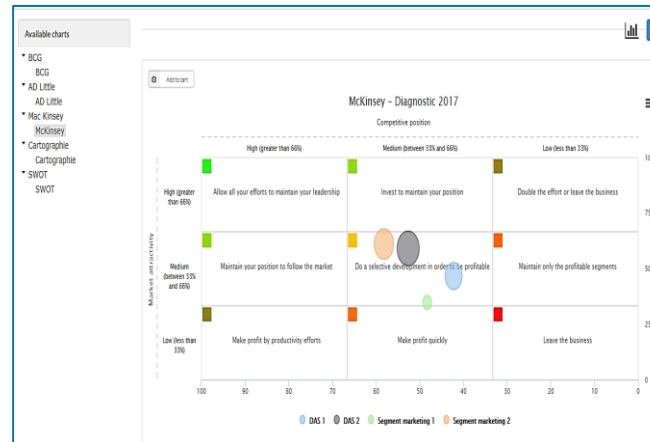 Available charts
BCG
BCG
AD Little
AD Little
Mac Kinsey
McKinsey
Cartographie
Cartographie
SWOT
SWOT
Add to cart
McKinsey – Diagnostic 2017
Competitive position
High (greater than 66%)
Medium (between 33% and 66%)
Low (less than 33%)
Market attractivity
High (greater
than 66%)
Allow all your efforts to maintain your leadership
Invest to maintain your position
Double the effort or leave the business
Medium
(between 33%
and 66%)
Maintain your position to follow the market
Do a selective development in order to be profitable
Maintain only the profitable segments
Low (less than
33%)
Make profit by productivity efforts
Make profit quickly
Leave the business
75
50
25
0
100 90 80 70 60 50 40 30 20 10 0
DAS 1 DAS 2 Segment marketing 1 Segment marketing 2